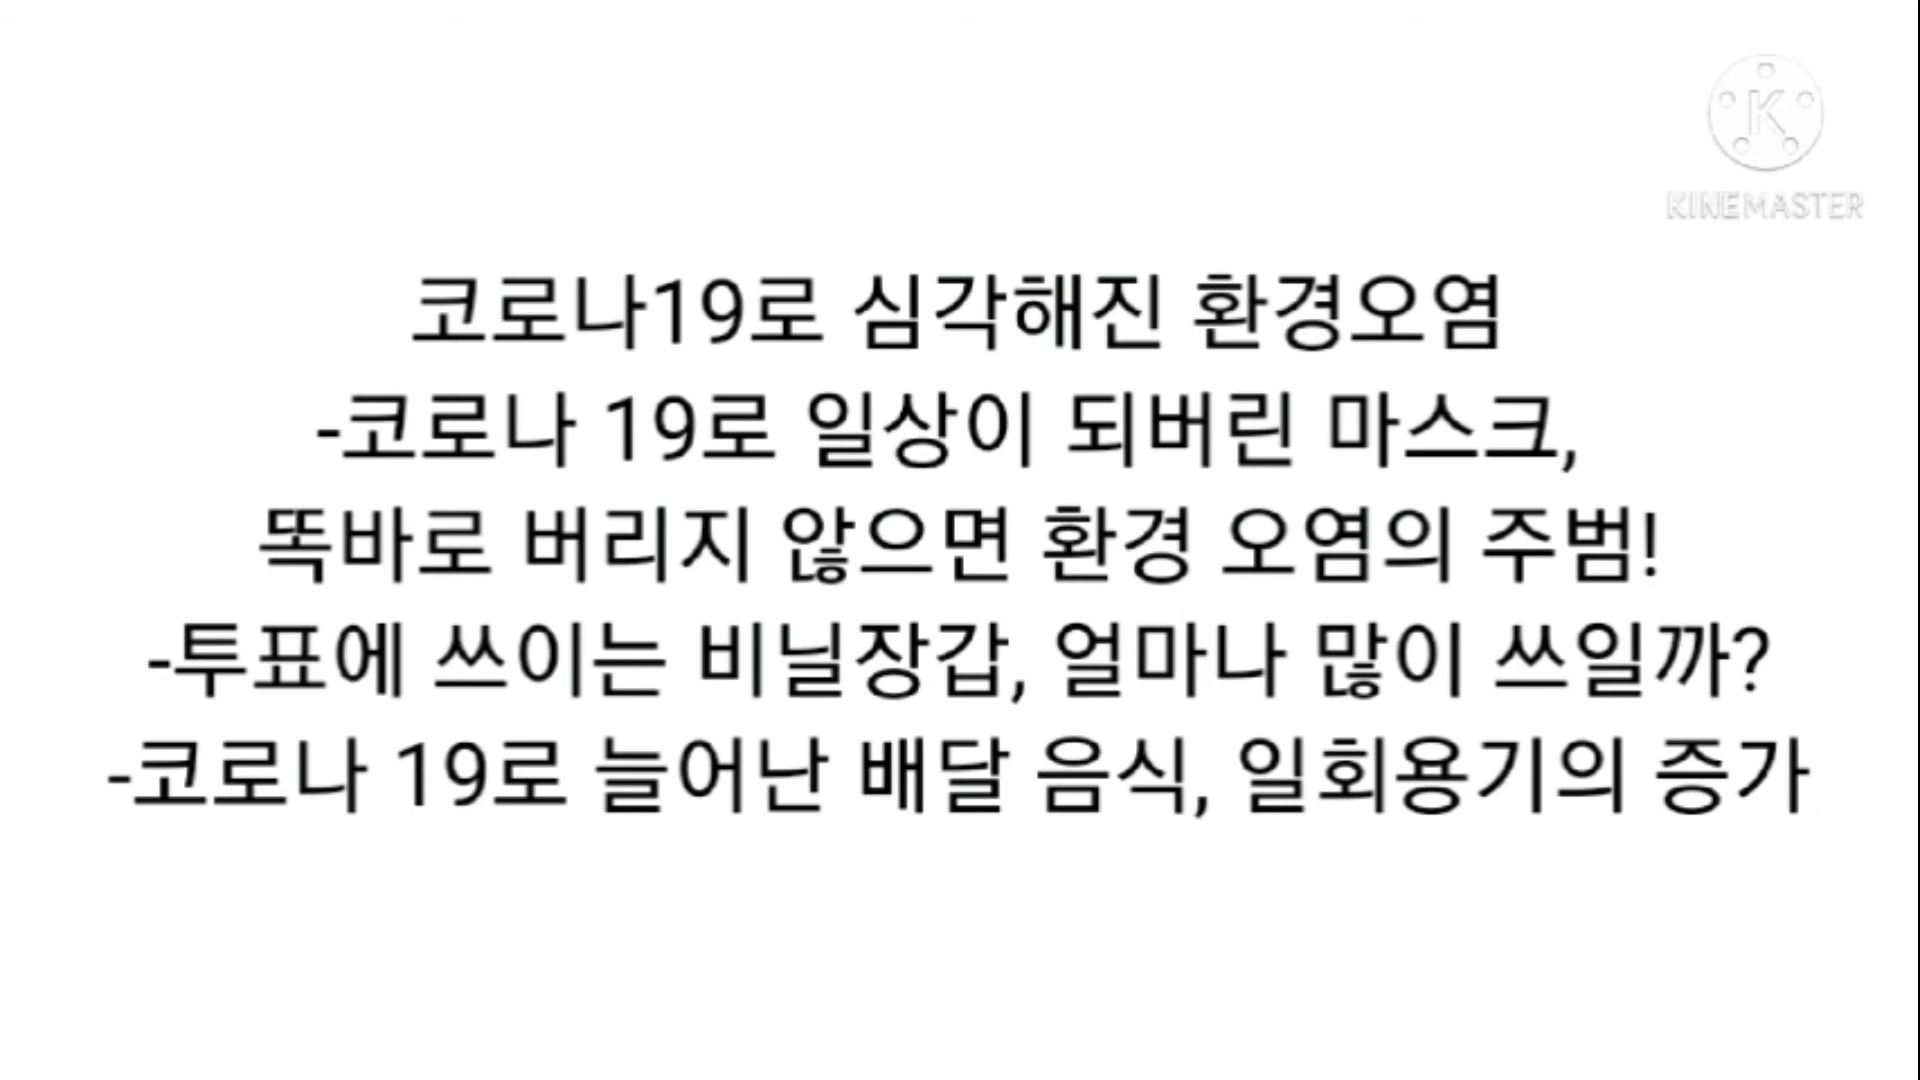 KINEMASTER
코로나19로 심각해진 환경오염
-코로나 19로 일상이 되버린 마스크,
똑바로 버리지 않으면 환경 오염의 주범!
-투표에 쓰이는 비닐장갑, 얼마나 많이 쓰일까?
-코로나 19로 늘어난 배달 음식, 일회용기의 증가